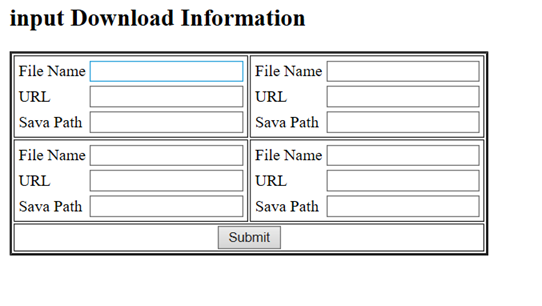 input Download Information
File Name
URL
Sava Path
File Name
URL
Sava Path
File Name
URL
Sava Path
File Name
URL
Sava Path
Submit